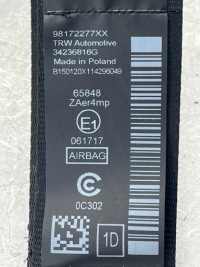 98172277XX
TRW Automotive
34236816G
Made in Poland
B150120X114296049
65848
ZAer4mp
E1
061717
AIRBAG
C
0C302
1D